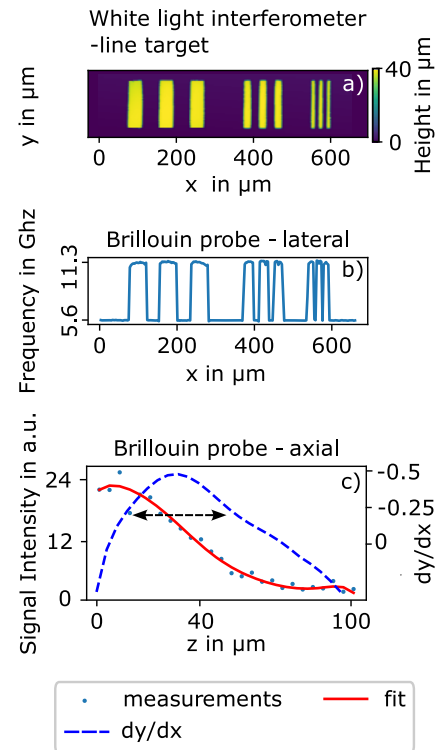 White light interferometer
-line target
a)
40
0
Height in μm
y in μm
0
200
400
600
x in μm
Brillouin probe - lateral
b)
11.3
5.6
Frequency in Ghz
0
200
400
600
x in μm
Brillouin probe - axial
c)
24
12
0
Signal Intensity in a.u.
-0.5
-0.25
0
dy/dx
0
40
100
z in μm
measurements
fit
dy/dx